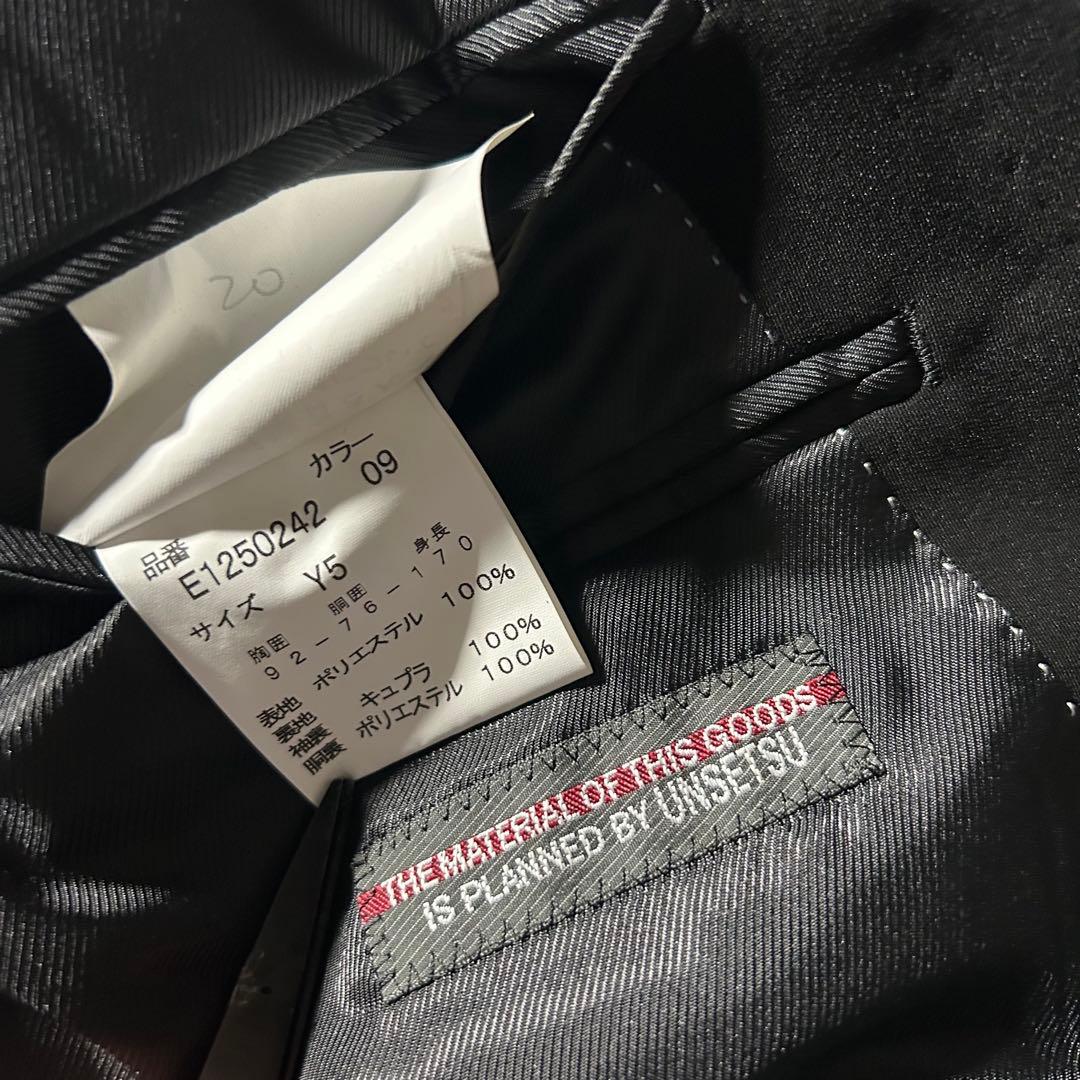 20
品番 カラー
E1250242 09
サイズ Y5
胸囲 胴囲 身長
92-76-170
表地 ポリエステル 100%
裏地
袖裏 キュプラ 100%
胴裏 ポリエステル 100%
THE MATERIAL OF THIS GOODS
IS PLANNED BY UNSETSU